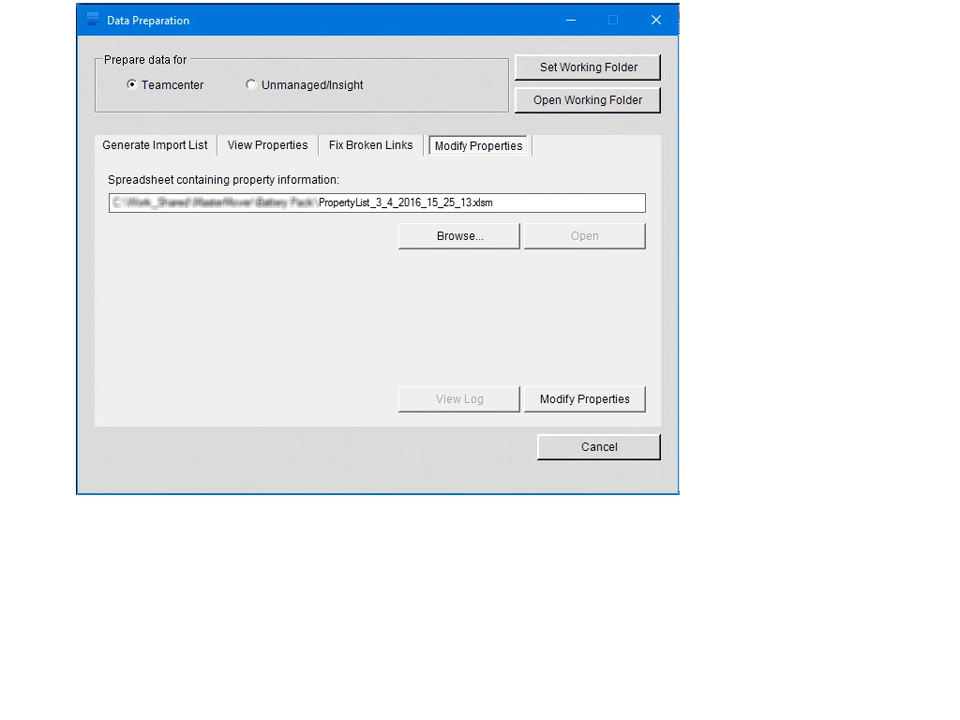 Data Preparation
Prepare data for
Teamcenter
Unmanaged/Insight
Set Working Folder
Open Working Folder
Generate Import List
View Properties
Fix Broken Links
Modify Properties
Spreadsheet containing property information:
PropertyList_3_4_2016_15_25_13.xlsm
Browse...
Open
View Log
Modify Properties
Cancel